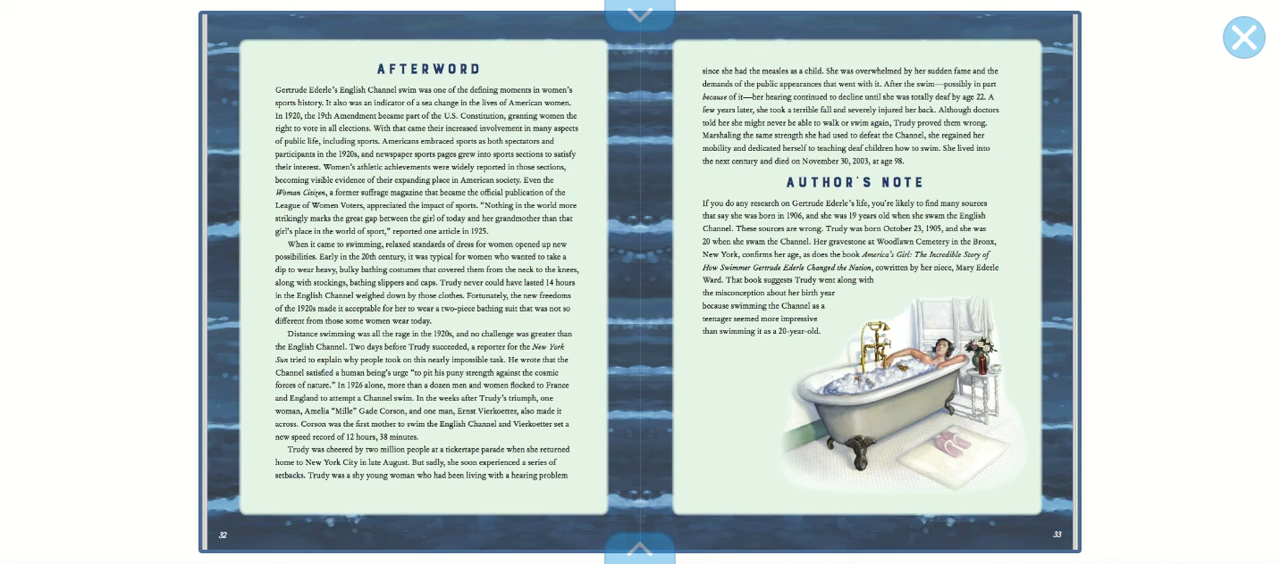 AFTERWORD
Gertrude Ederle's English Channel swim was one of the defining moments in women's
sports history. It also was an indicator of a sea change in the lives of American women.
In 1920, the 19th Amendment became part of the U.S. Constitution, granting women the
right to vote in all elections. With that came their increased involvement in many aspects
of public life, including sports. Americans embraced sports as both spectators and
participants in the 1920s, and newspaper sports pages grew into sports sections to satisfy
their interest. Women's athletic achievements were widely reported in those sections,
becoming visible evidence of their expanding place in American society. Even the
Woman Citizen, a former suffrage magazine that became the official publication of the
League of Women Voters, appreciated the impact of sports. "Nothing in the world more
strikingly marks the great gap between the girl of today and her grandmother than that
girl's place in the world of sport," reported one article in 1925.
When it came to swimming, relaxed standards of dress for women opened up new
possibilities. Early in the 20th century, it was typical for women who wanted to take a
dip to wear heavy, bulky bathing costumes that covered them from the neck to the knees,
along with stockings, bathing slippers and caps. Trudy never could have lasted 14 hours
in the English Channel weighed down by those clothes. Fortunately, the new freedoms
of the 1920s made it acceptable for her to wear a two-piece bathing suit that was not so
different from those some women wear today.
Distance swimming was all the rage in the 1920s, and no challenge was greater than
the English Channel. Two days before Trudy succeeded, a reporter for the New York
Sun tried to explain why people took on this nearly impossible task. He wrote that the
Channel satisfied a human being's urge "to pit his puny strength against the cosmic
forces of nature." In 1926 alone, more than a dozen men and women flocked to France
and England to attempt a Channel swim. In the weeks after Trudy's triumph, one
woman, Amelia "Mille" Gade Corson, and one man, Ernst Vierkoetter, also made it
across. Corson was the first mother to swim the English Channel and Vierkoetter set a
new speed record of 12 hours, 38 minutes.
Trudy was cheered by two million people at a tickertape parade when she returned
home to New York City in late August. But sadly, she soon experienced a series of
setbacks. Trudy was a shy young woman who had been living with a hearing problem
32
since she had the measles as a child. She was overwhelmed by her sudden fame and the
demands of the public appearances that went with it. After the swim—possibly in part
because of it—her hearing continued to decline until she was totally deaf by age 22. A
few years later, she took a terrible fall and severely injured her back. Although doctors
told her she might never be able to walk or swim again, Trudy proved them wrong.
Marshaling the same strength she had used to defeat the Channel, she regained her
mobility and dedicated herself to teaching deaf children how to swim. She lived into
the next century and died on November 30, 2003, at age 98.
AUTHOR'S NOTE
If you do any research on Gertrude Ederle's life, you're likely to find many sources
that say she was born in 1906, and she was 19 years old when she swam the English
Channel. These sources are wrong. Trudy was born October 23, 1905, and she was
20 when she swam the Channel. Her gravestone at Woodlawn Cemetery in the Bronx,
New York, confirms her age, as does the book America's Girl: The Incredible Story of
How Swimmer Gertrude Ederle Changed the Nation, cowritten by her niece, Mary Ederle
Ward. That book suggests Trudy went along with
the misconception about her birth year
because swimming the Channel as a
teenager seemed more impressive
than swimming it as a 20-year-old.
33